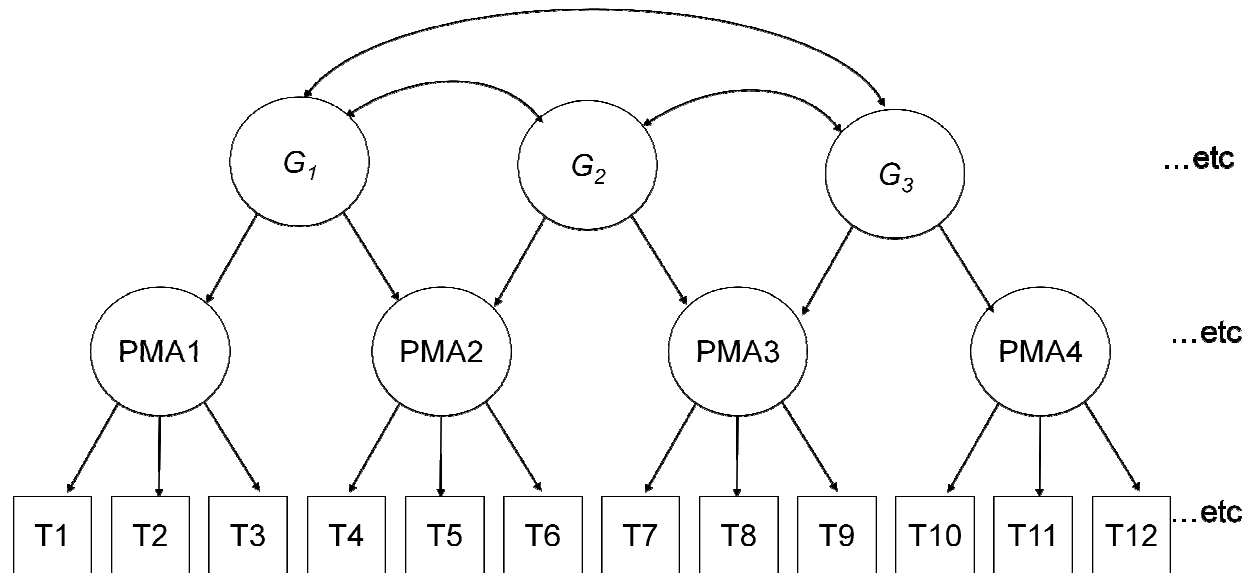 G1 G2 G3 ...etc
PMA1 PMA2 PMA3 PMA4 ...etc
T1 T2 T3 T4 T5 T6 T7 T8 T9 T10 T11 T12 ...etc